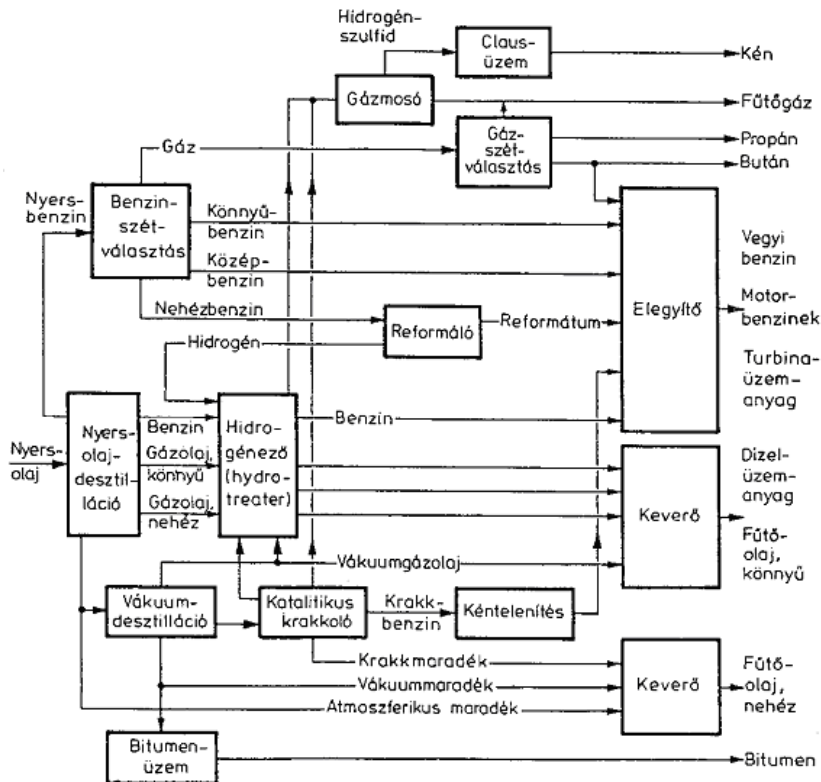 Hidrogén-
szulfid
Claus-
üzem
Kén
Gázmosó
Fűtőgáz
Gáz-
szét-
választás
Propán
Bután
Gáz
Nyers-
benzin
Benzin-
szét-
választás
Könnyű-
benzin
Közép-
benzin
Nehézbenzin
Reformáló
Reformátum
Hidrogén
Elegyítő
Vegyi
benzin
Motor-
benzinek
Turbina-
üzem-
anyag
Nyers-
olaj
Nyers-
olaj-
desztil-
láció
Benzin
Gázolaj,
könnyű
Gázolaj,
nehéz
Hidro-
génező
(hydro-
treater)
Benzin
Keverő
Dízel-
üzem-
anyag
Fűtő-
olaj,
könnyű
Vákuumgázolaj
Vákuum-
desztilláció
Katalitikus
krakkoló
Krakk-
benzin
Kéntelenítés
Krakkmaradék
Vákuummaradék
Atmoszferikus maradék
Keverő
Fűtő-
olaj,
nehéz
Bitumen-
üzem
Bitumen